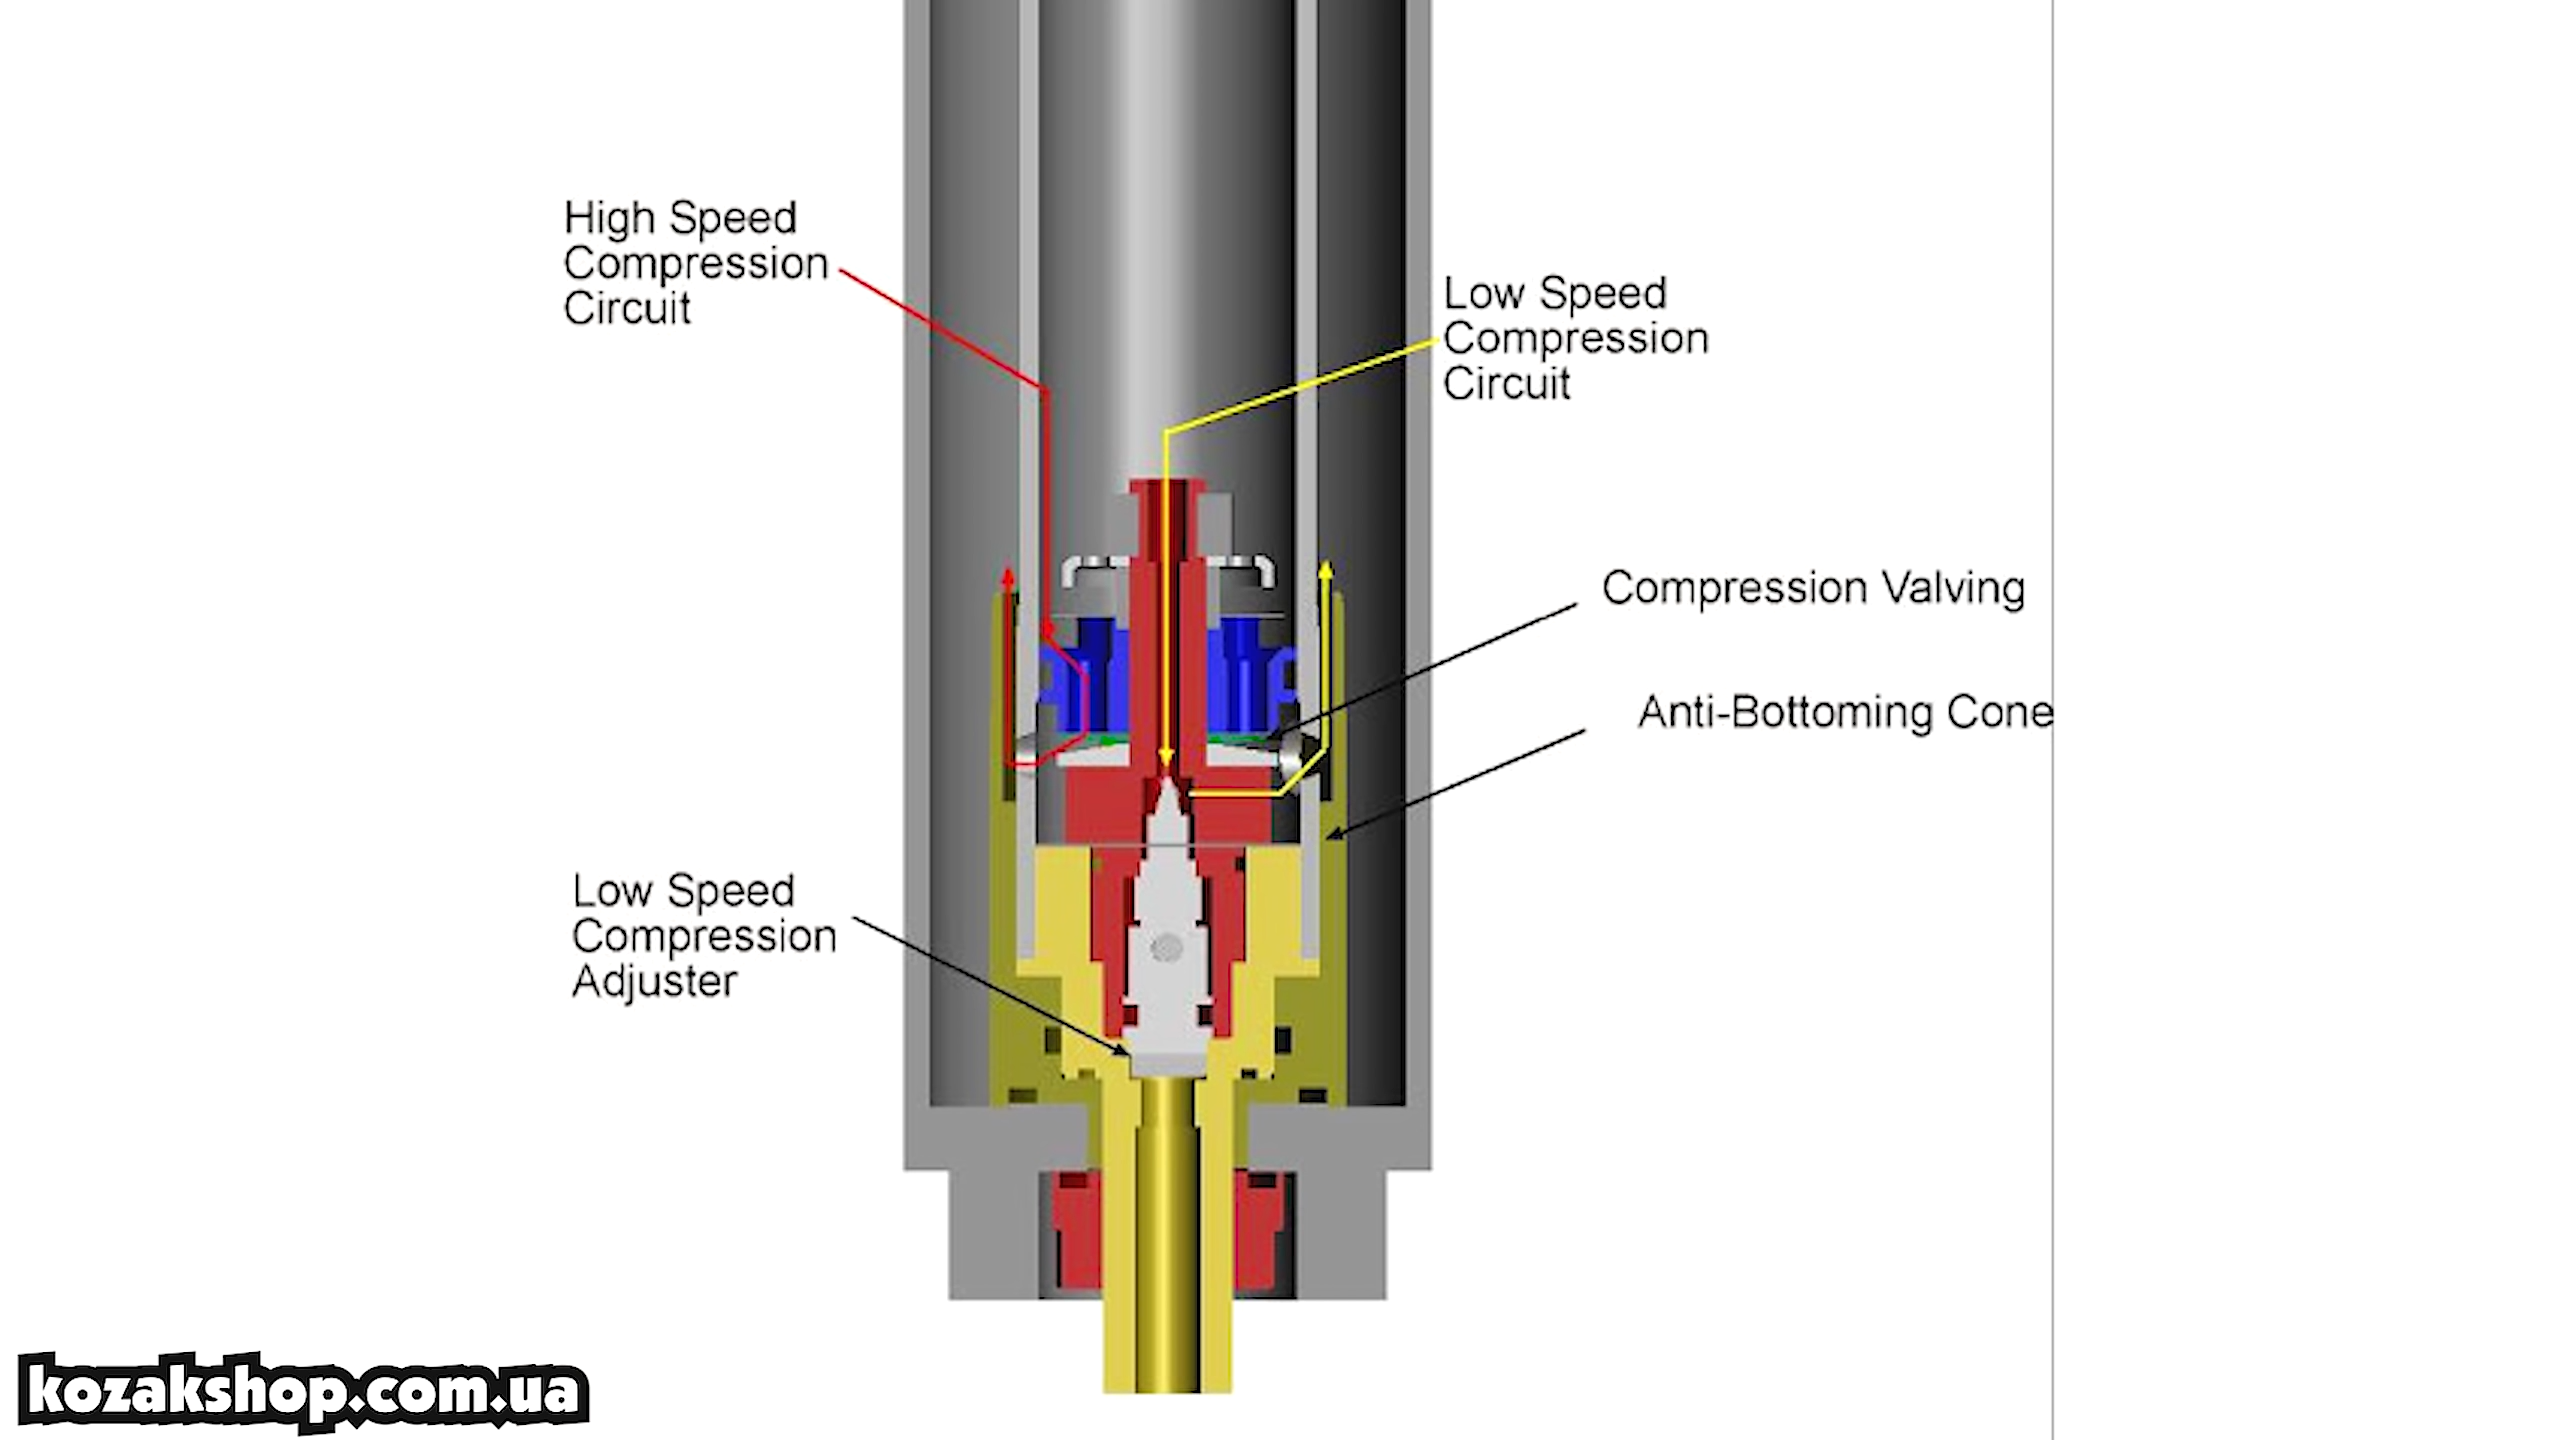 High Speed
Compression
Circuit
Low Speed
Compression
Circuit
Compression Valving
Anti-Bottoming Cone
Low Speed
Compression
Adjuster
kozakshop.com.ua